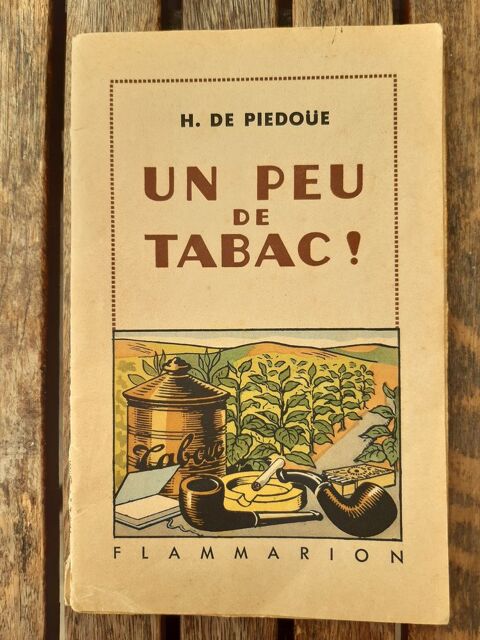 H. DE PIEDOÜE
UN PEU
DE
TABAC !
Tabac
FLAMMARION